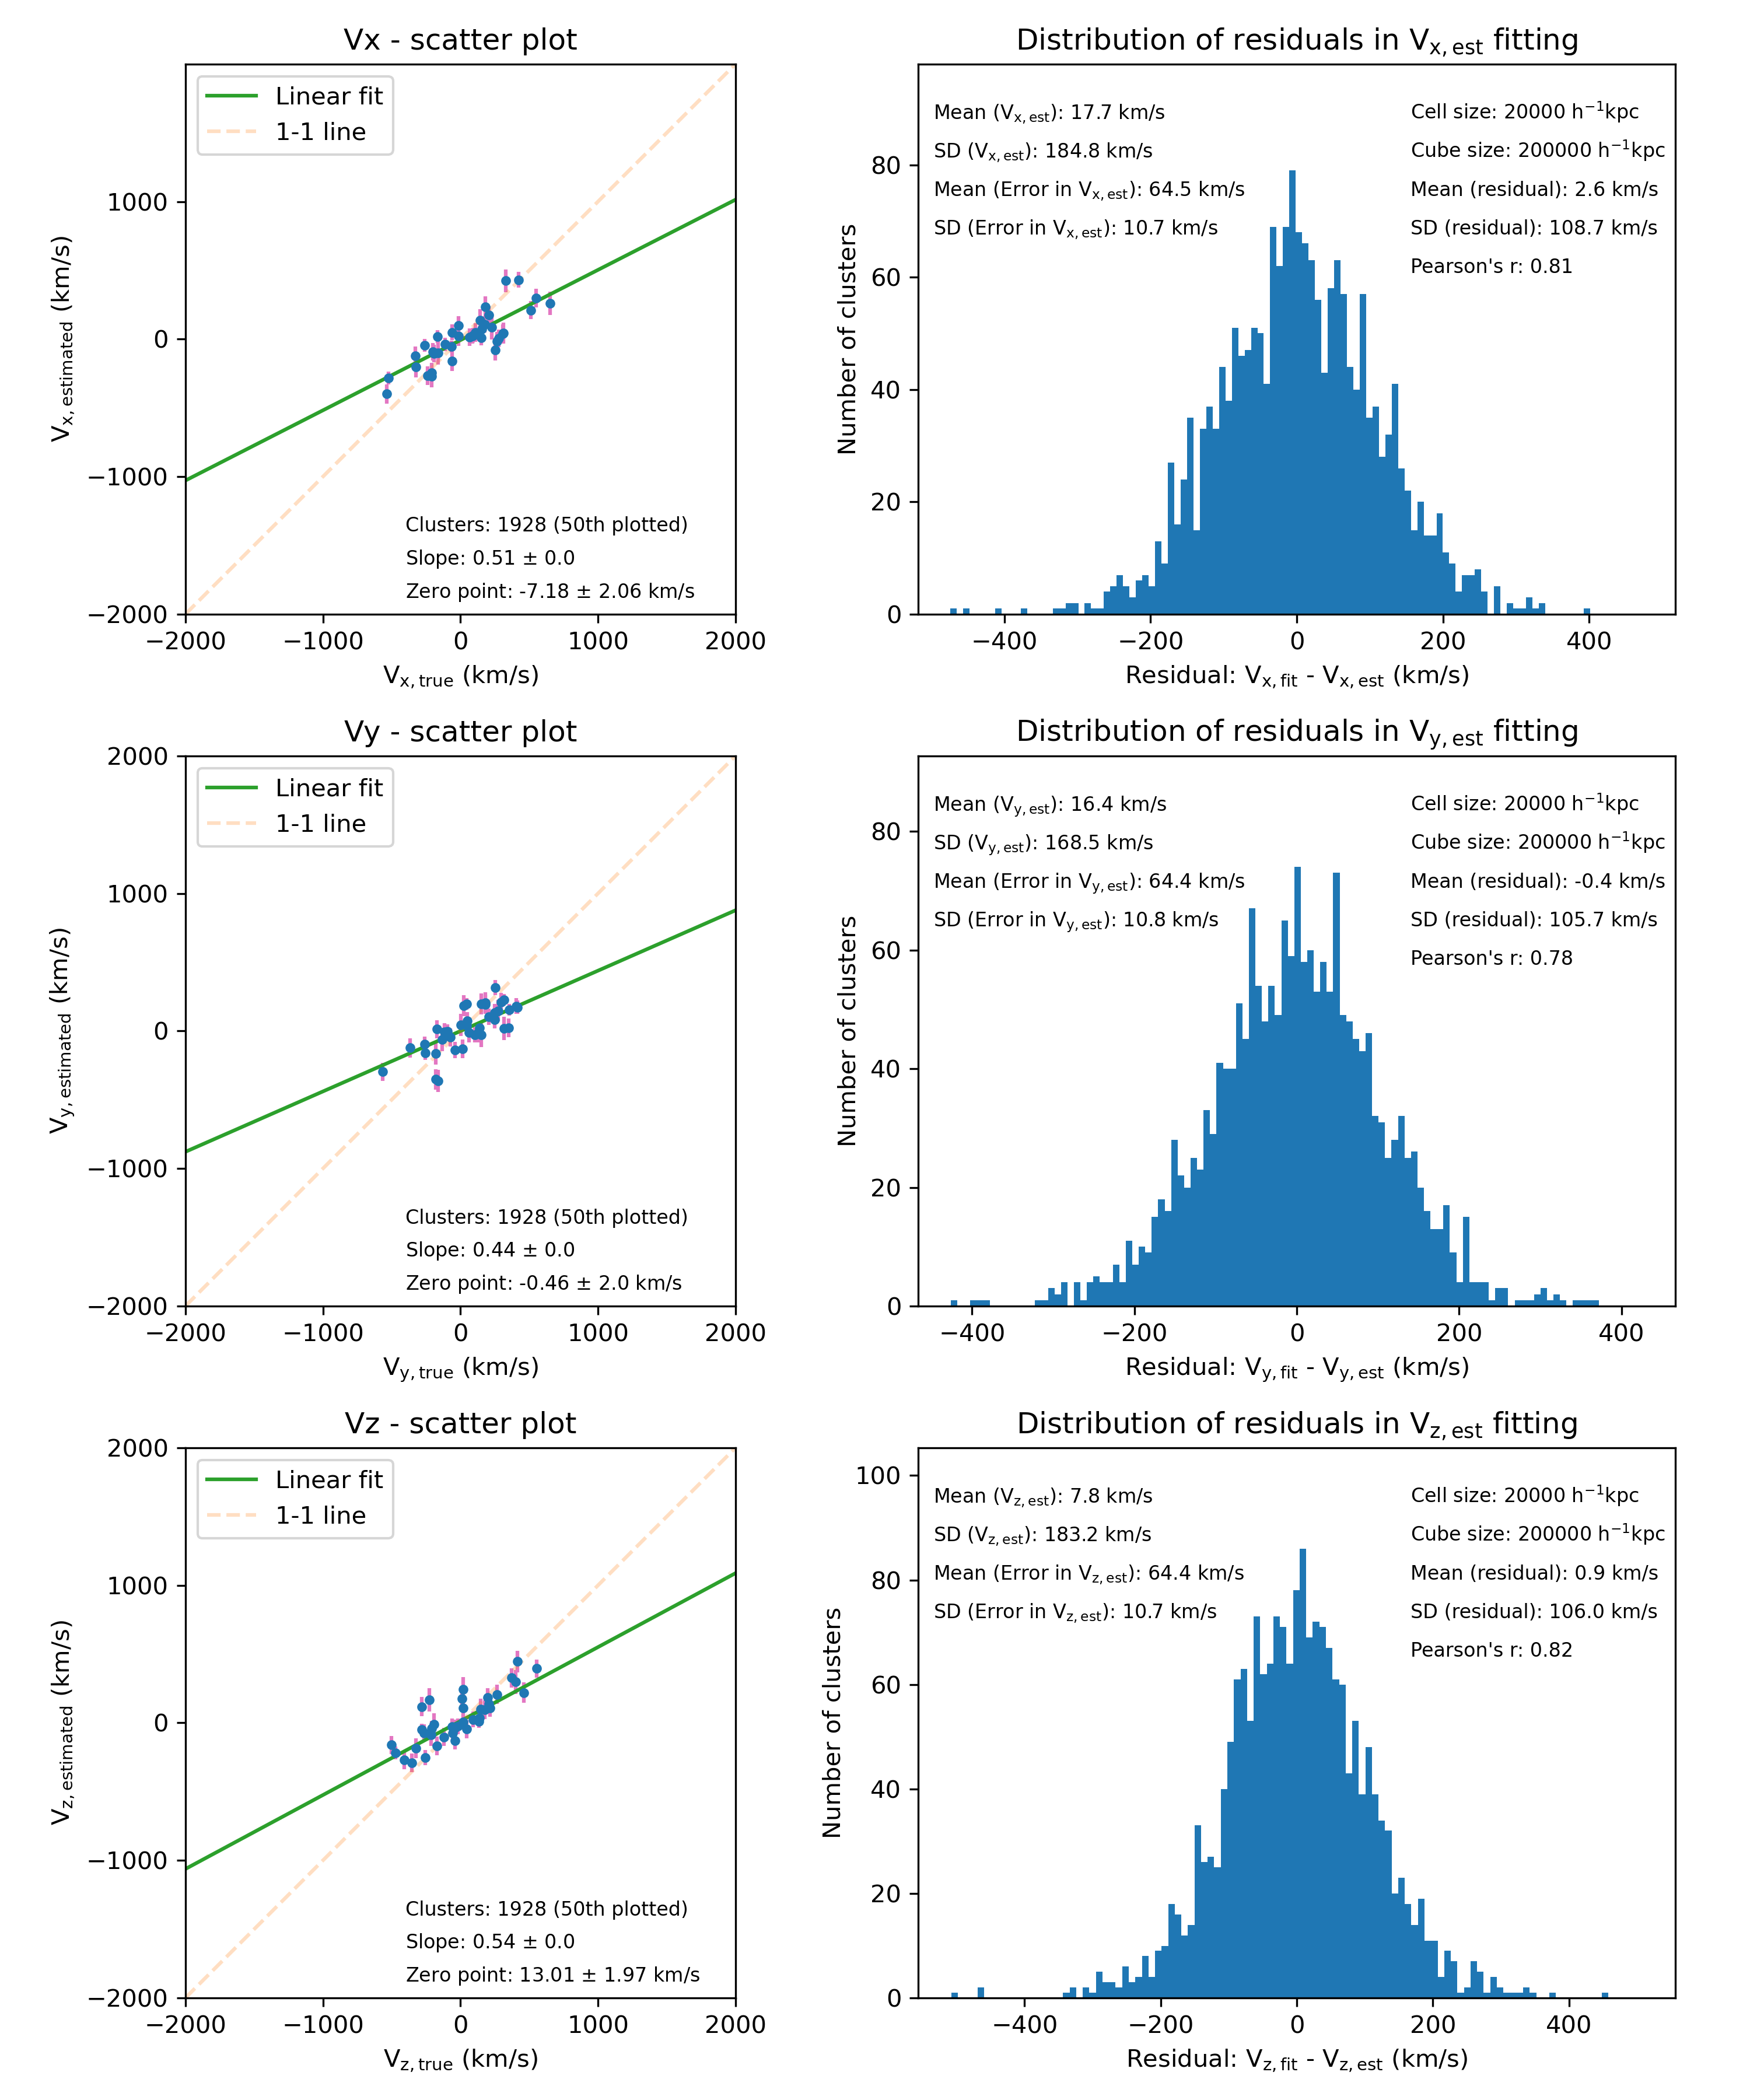 Vx - scatter plot
Linear fit
1-1 line
1000
0
−1000
−2000
V_x,estimated (km/s)
Clusters: 1928 (50th plotted)
Slope: 0.51 ± 0.0
Zero point: -7.18 ± 2.06 km/s
−2000 −1000 0 1000 2000
V_x,true (km/s)
Distribution of residuals in V_x,est fitting
Mean (V_x,est): 17.7 km/s
SD (V_x,est): 184.8 km/s
Mean (Error in V_x,est): 64.5 km/s
SD (Error in V_x,est): 10.7 km/s
Cell size: 20000 h⁻¹kpc
Cube size: 200000 h⁻¹kpc
Mean (residual): 2.6 km/s
SD (residual): 108.7 km/s
Pearson's r: 0.81
80
60
40
20
0
Number of clusters
−400 −200 0 200 400
Residual: V_x,fit - V_x,est (km/s)
Vy - scatter plot
Linear fit
1-1 line
2000
1000
0
−1000
−2000
V_y,estimated (km/s)
Clusters: 1928 (50th plotted)
Slope: 0.44 ± 0.0
Zero point: -0.46 ± 2.0 km/s
−2000 −1000 0 1000 2000
V_y,true (km/s)
Distribution of residuals in V_y,est fitting
Mean (V_y,est): 16.4 km/s
SD (V_y,est): 168.5 km/s
Mean (Error in V_y,est): 64.4 km/s
SD (Error in V_y,est): 10.8 km/s
Cell size: 20000 h⁻¹kpc
Cube size: 200000 h⁻¹kpc
Mean (residual): -0.4 km/s
SD (residual): 105.7 km/s
Pearson's r: 0.78
80
60
40
20
0
Number of clusters
−400 −200 0 200 400
Residual: V_y,fit - V_y,est (km/s)
Vz - scatter plot
Linear fit
1-1 line
2000
1000
0
−1000
−2000
V_z,estimated (km/s)
Clusters: 1928 (50th plotted)
Slope: 0.54 ± 0.0
Zero point: 13.01 ± 1.97 km/s
−2000 −1000 0 1000 2000
V_z,true (km/s)
Distribution of residuals in V_z,est fitting
Mean (V_z,est): 7.8 km/s
SD (V_z,est): 183.2 km/s
Mean (Error in V_z,est): 64.4 km/s
SD (Error in V_z,est): 10.7 km/s
Cell size: 20000 h⁻¹kpc
Cube size: 200000 h⁻¹kpc
Mean (residual): 0.9 km/s
SD (residual): 106.0 km/s
Pearson's r: 0.82
100
80
60
40
20
0
Number of clusters
−400 −200 0 200 400
Residual: V_z,fit - V_z,est (km/s)